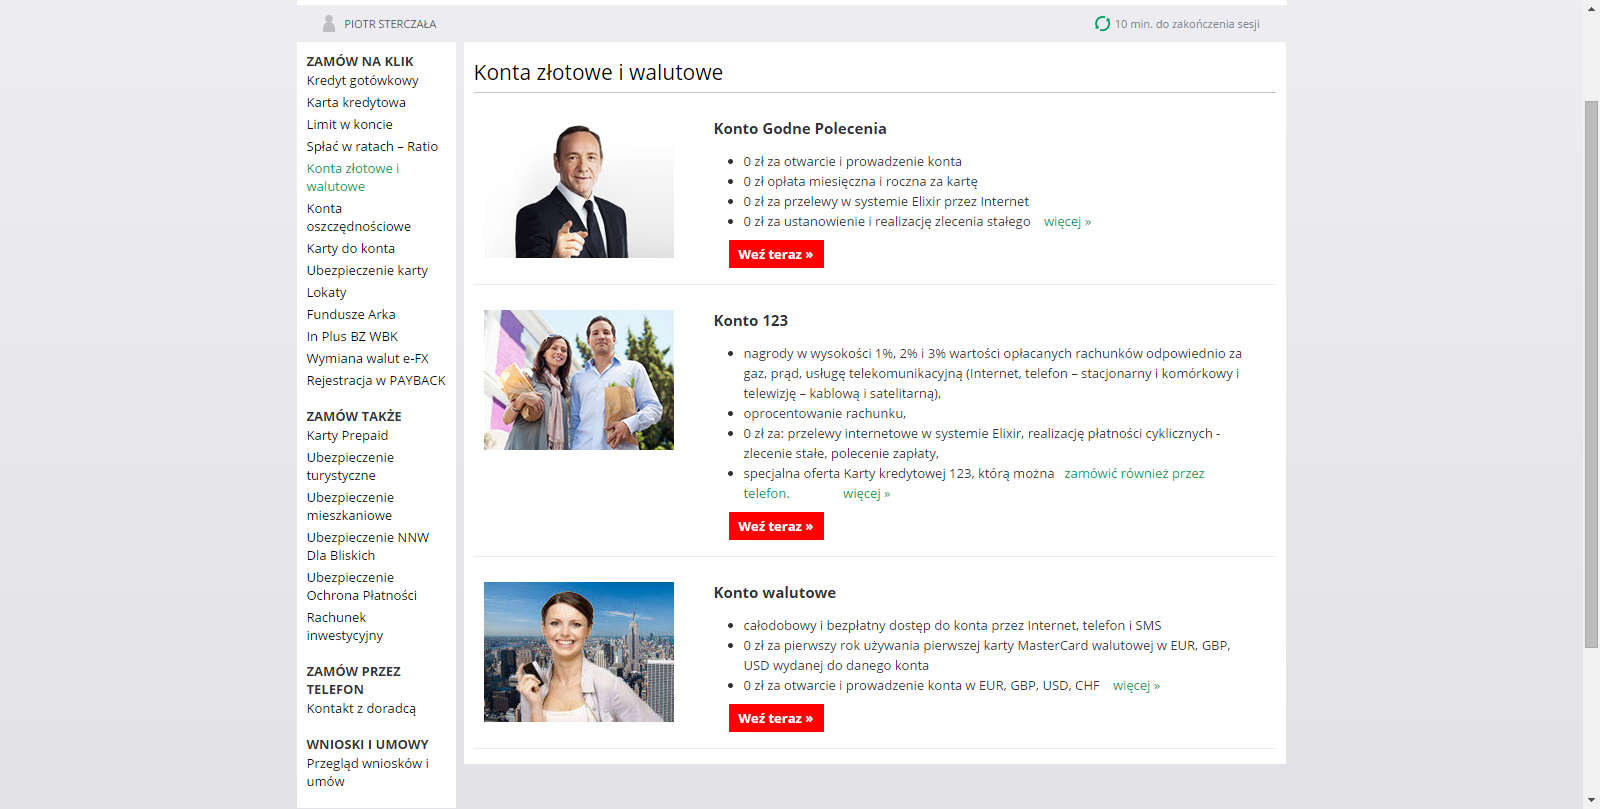 PIOTR STERCZAŁA
10 min. do zakończenia sesji
ZAMÓW NA KLIK
Kredyt gotówkowy
Karta kredytowa
Limit w koncie
Spłać w ratach – Ratio
Konta złotowe i
walutowe
Konta
oszczędnościowe
Karty do konta
Ubezpieczenie karty
Lokaty
Fundusze Arka
In Plus BZ WBK
Wymiana walut e-FX
Rejestracja w PAYBACK
ZAMÓW TAKŻE
Karty Prepaid
Ubezpieczenie
turystyczne
Ubezpieczenie
mieszkaniowe
Ubezpieczenie NNW
Dla Bliskich
Ubezpieczenie
Ochrona Płatności
Rachunek
inwestycyjny
ZAMÓW PRZEZ
TELEFON
Kontakt z doradcą
WNIOSKI I UMOWY
Przegląd wniosków i
umów
Konta złotowe i walutowe
Konto Godne Polecenia
• 0 zł za otwarcie i prowadzenie konta
• 0 zł opłata miesięczna i roczna za kartę
• 0 zł za przelewy w systemie Elixir przez Internet
• 0 zł za ustanowienie i realizację zlecenia stałego więcej »
Weź teraz »
Konto 123
• nagrody w wysokości 1%, 2% i 3% wartości opłacanych rachunków odpowiednio za
gaz, prąd, usługę telekomunikacyjną (Internet, telefon – stacjonarny i komórkowy i
telewizję – kablową i satelitarną),
• oprocentowanie rachunku,
• 0 zł za: przelewy internetowe w systemie Elixir, realizację płatności cyklicznych -
zlecenie stałe, polecenie zapłaty,
• specjalna oferta Karty kredytowej 123, którą można zamówić również przez
telefon. więcej »
Weź teraz »
Konto walutowe
• całodobowy i bezpłatny dostęp do konta przez Internet, telefon i SMS
• 0 zł za pierwszy rok używania pierwszej karty MasterCard walutowej w EUR, GBP,
USD wydanej do danego konta
• 0 zł za otwarcie i prowadzenie konta w EUR, GBP, USD, CHF więcej »
Weź teraz »